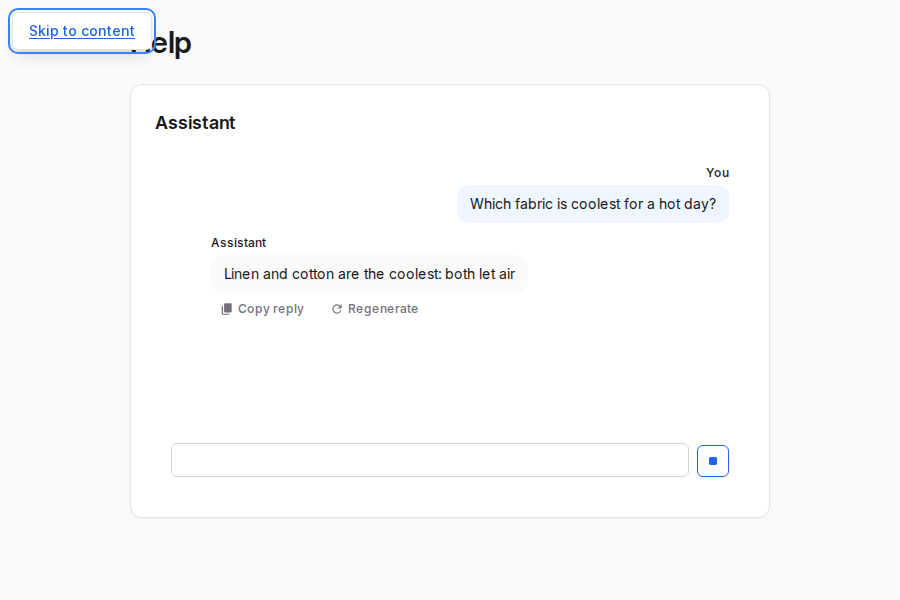 Skip to content
Help
Assistant
You
Which fabric is coolest for a hot day?
Assistant
Linen and cotton are the coolest: both let air
Copy reply
Regenerate